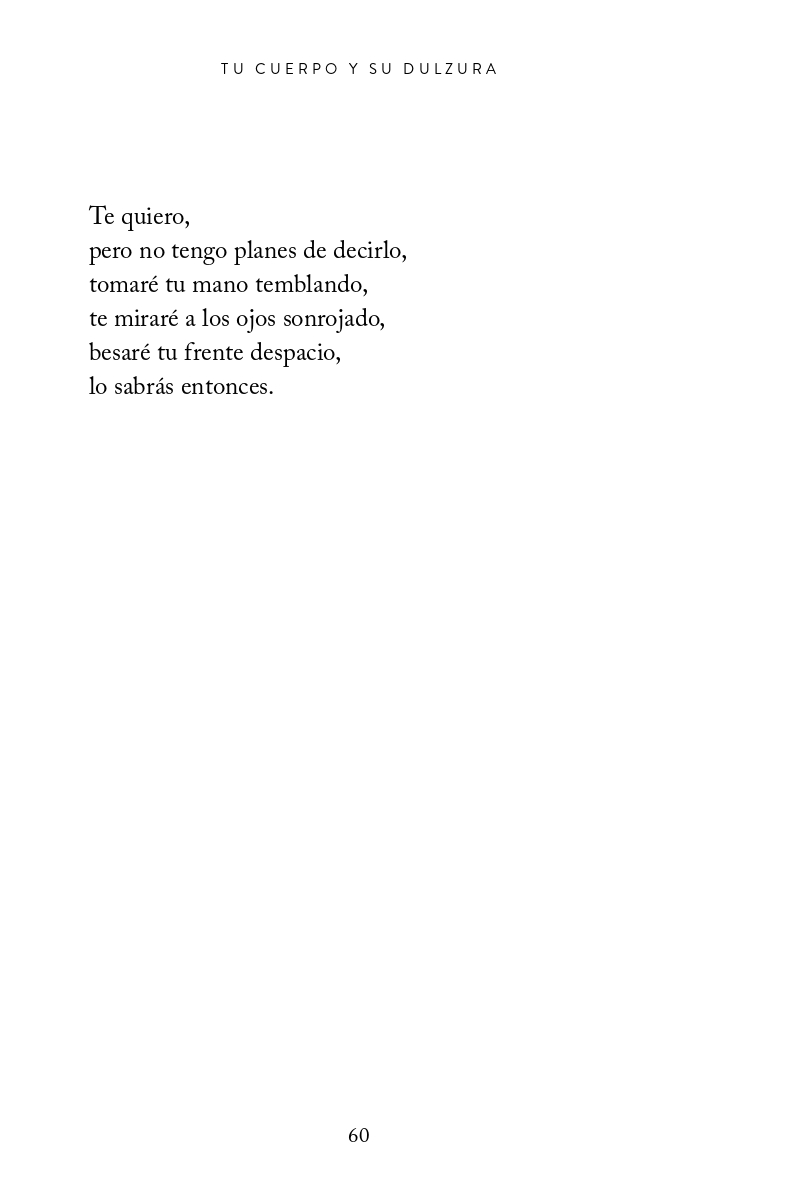 TU CUERPO Y SU DULZURA
Te quiero,
pero no tengo planes de decirlo,
tomaré tu mano temblando,
te miraré a los ojos sonrojado,
besaré tu frente despacio,
lo sabrás entonces.
60